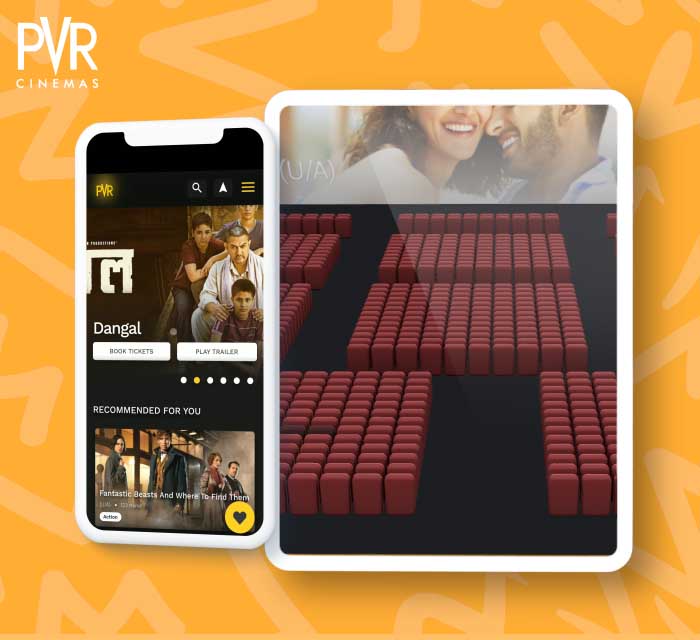 PVR
CINEMAS
PVR
(U/A)
ल
Dangal
BOOK TICKETS
PLAY TRAILER
RECOMMENDED FOR YOU
Fantastic Beasts And Where To Find Them
Action